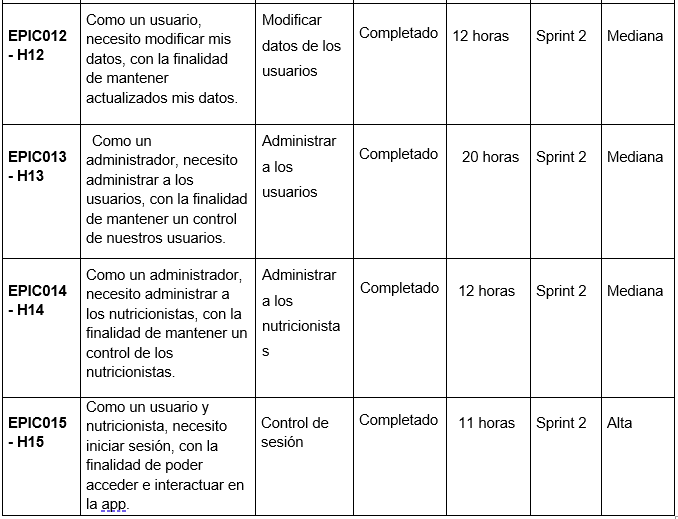 EPIC012 - H12
Como un usuario,
necesito modificar mis
datos, con la finalidad
de mantener
actualizados mis datos.
Modificar
datos de los
usuarios
Completado
12 horas
Sprint 2
Mediana
EPIC013
- H13
Como un
administrador, necesito
administrar a los
usuarios, con la finalidad
de mantener un control
de nuestros usuarios.
Administrar
a los
usuarios
Completado
20 horas
Sprint 2
Mediana
EPIC014
- H14
Como un administrador,
necesito administrar a
los nutricionistas, con la
finalidad de mantener un
control de los
nutricionistas.
Administrar
a los
nutricionista
s
Completado
12 horas
Sprint 2
Mediana
EPIC015
- H15
Como un usuario y
nutricionista, necesito
iniciar sesión, con la
finalidad de poder
acceder e interactuar en
la app.
Control de
sesión
Completado
11 horas
Sprint 2
Alta